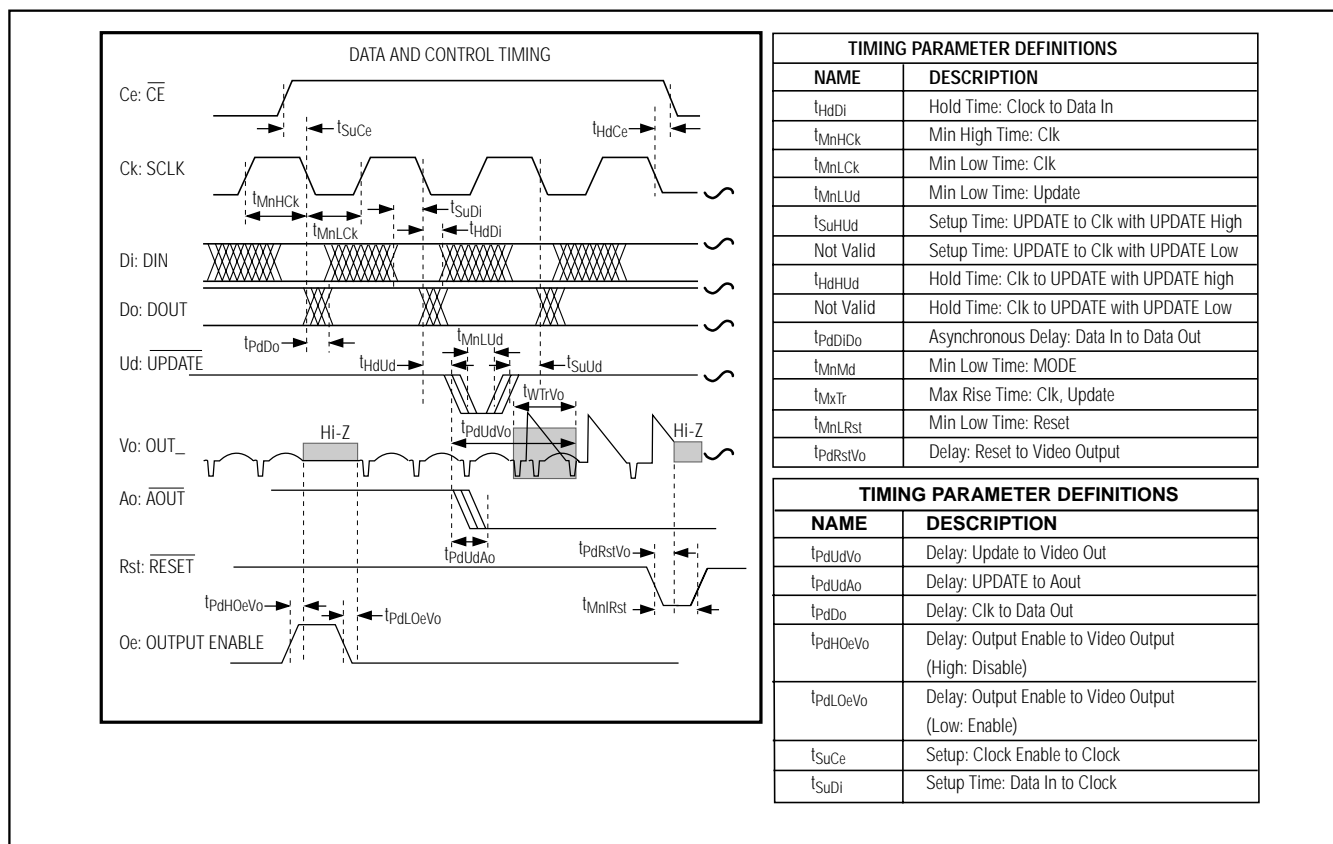 DATA AND CONTROL TIMING
Ce: CE
tSuCe
tHdCe
Ck: SCLK
tMnHCk
tMnLCk
tSuDi
tHdDi
Di: DIN
Do: DOUT
tPdDo
tHdUd
tMnLUd
tSuUd
Ud: UPDATE
tWTrVo
tPdUdVo
Hi-Z
Hi-Z
Vo: OUT_
Ao: AOUT
tPdUdAo
tPdRstVo
Rst: RESET
tMnlRst
tPdHOeVo
tPdLOeVo
Oe: OUTPUT ENABLE
TIMING PARAMETER DEFINITIONS
NAME DESCRIPTION
tHdDi Hold Time: Clock to Data In
tMnHCk Min High Time: Clk
tMnLCk Min Low Time: Clk
tMnLUd Min Low Time: Update
tSuHUd Setup Time: UPDATE to Clk with UPDATE High
Not Valid Setup Time: UPDATE to Clk with UPDATE Low
tHdHUd Hold Time: Clk to UPDATE with UPDATE high
Not Valid Hold Time: Clk to UPDATE with UPDATE Low
tPdDiDo Asynchronous Delay: Data In to Data Out
tMnMd Min Low Time: MODE
tMxTr Max Rise Time: Clk, Update
tMnLRst Min Low Time: Reset
tPdRstVo Delay: Reset to Video Output
TIMING PARAMETER DEFINITIONS
NAME DESCRIPTION
tPdUdVo Delay: Update to Video Out
tPdUdAo Delay: UPDATE to Aout
tPdDo Delay: Clk to Data Out
tPdHOeVo Delay: Output Enable to Video Output
(High: Disable)
tPdLOeVo Delay: Output Enable to Video Output
(Low: Enable)
tSuCe Setup: Clock Enable to Clock
tSuDi Setup Time: Data In to Clock